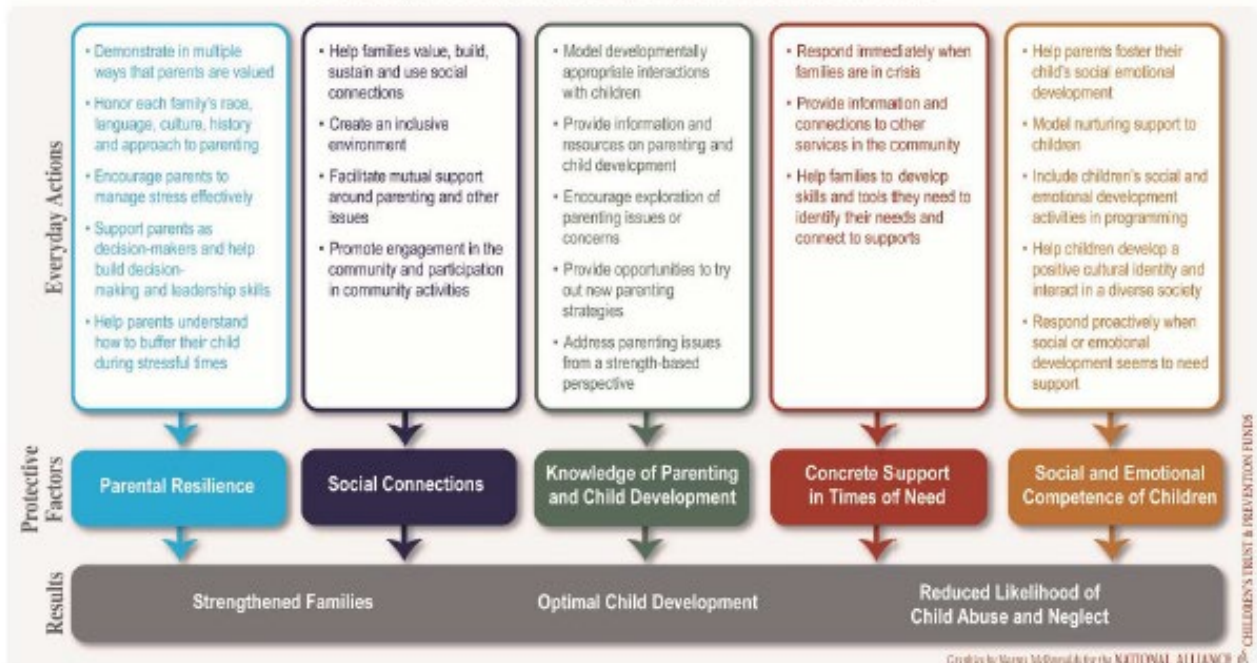 Everyday Actions
• Demonstrate in multiple
ways that parents are valued
• Honor each family's race,
language, culture, history
and approach to parenting
• Encourage parents to
manage stress effectively
• Support parents as
decision-makers and help
build decision-
making and leadership skills
• Help parents understand
how to buffer their child
during stressful times
• Help families value, build,
sustain and use social
connections
• Create an inclusive
environment
• Facilitate mutual support
around parenting and other
issues
• Promote engagement in the
community and participation
in community activities
• Model developmentally
appropriate interactions
with children
• Provide information and
resources on parenting and
child development
• Encourage exploration of
parenting issues or
concerns
• Provide opportunities to try
out new parenting
strategies
• Address parenting issues
from a strength-based
perspective
• Respond immediately when
families are in crisis
• Provide information and
connections to other
services in the community
• Help families to develop
skills and tools they need to
identify their needs and
connect to supports
• Help parents foster their
child's social emotional
development
• Model nurturing support to
children
• Include children's social and
emotional development
activities in programming
• Help children develop a
positive cultural identity and
interact in a diverse society
• Respond proactively when
social or emotional
development seems to need
support
Protective
Factors
Parental Resilience
Social Connections
Knowledge of Parenting
and Child Development
Concrete Support
in Times of Need
Social and Emotional
Competence of Children
Results
Strengthened Families
Optimal Child Development
Reduced Likelihood of
Child Abuse and Neglect
for the NATIONAL ALLIANCE of
CHILDREN'S TRUST & PREVENTION FUNDS